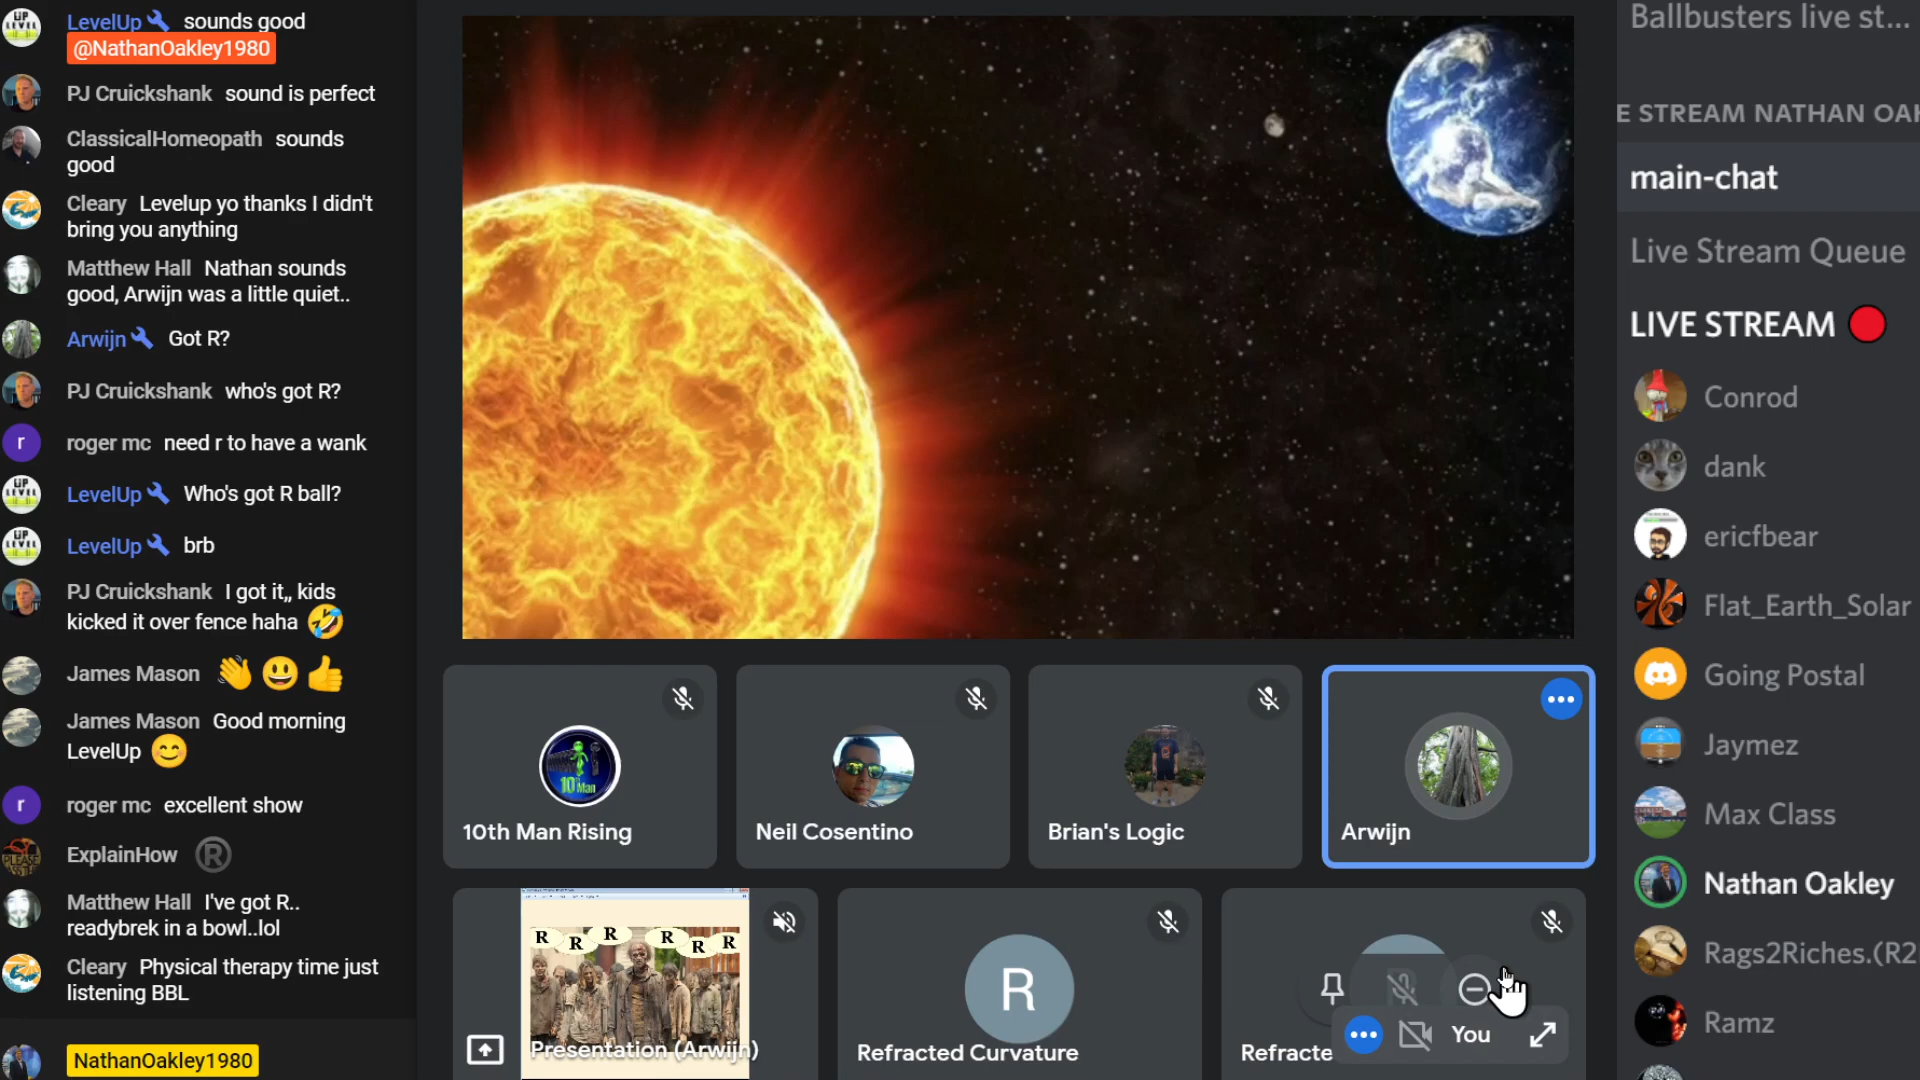 LevelUp sounds good
@NathanOakley1980
PJ Cruickshank sound is perfect
ClassicalHomeopath sounds
good
Cleary Levelup yo thanks I didn't
bring you anything
Matthew Hall Nathan sounds
good, Arwijn was a little quiet..
Arwijn Got R?
PJ Cruickshank who's got R?
r roger mc need r to have a wank
LevelUp Who's got R ball?
LevelUp brb
PJ Cruickshank I got it,, kids
kicked it over fence haha 🤣
James Mason 👋 😃 👍
James Mason Good morning
LevelUp 😊
r roger mc excellent show
ExplainHow ®
Matthew Hall I've got R..
readybrek in a bowl..lol
Cleary Physical therapy time just
listening BBL
NathanOakley1980
10th Man Rising
Neil Cosentino
Brian's Logic
Arwijn
R R R R R R
Presentation (Arwijn)
R
Refracted Curvature
Refracte
You
Ballbusters live st...
E STREAM NATHAN OAK
main-chat
Live Stream Queue
LIVE STREAM
Conrod
dank
ericfbear
Flat_Earth_Solar
Going Postal
Jaymez
Max Class
Nathan Oakley
Rags2Riches.(R2
Ramz